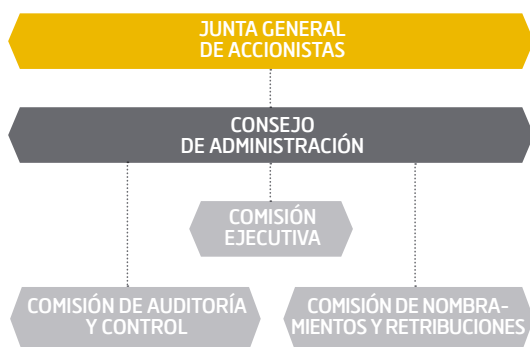 JUNTA GENERAL
DE ACCIONISTAS
CONSEJO
DE ADMINISTRACIÓN
COMISIÓN
EJECUTIVA
COMISIÓN DE AUDITORÍA
Y CONTROL
COMISIÓN DE NOMBRA-
MIENTOS Y RETRIBUCIONES